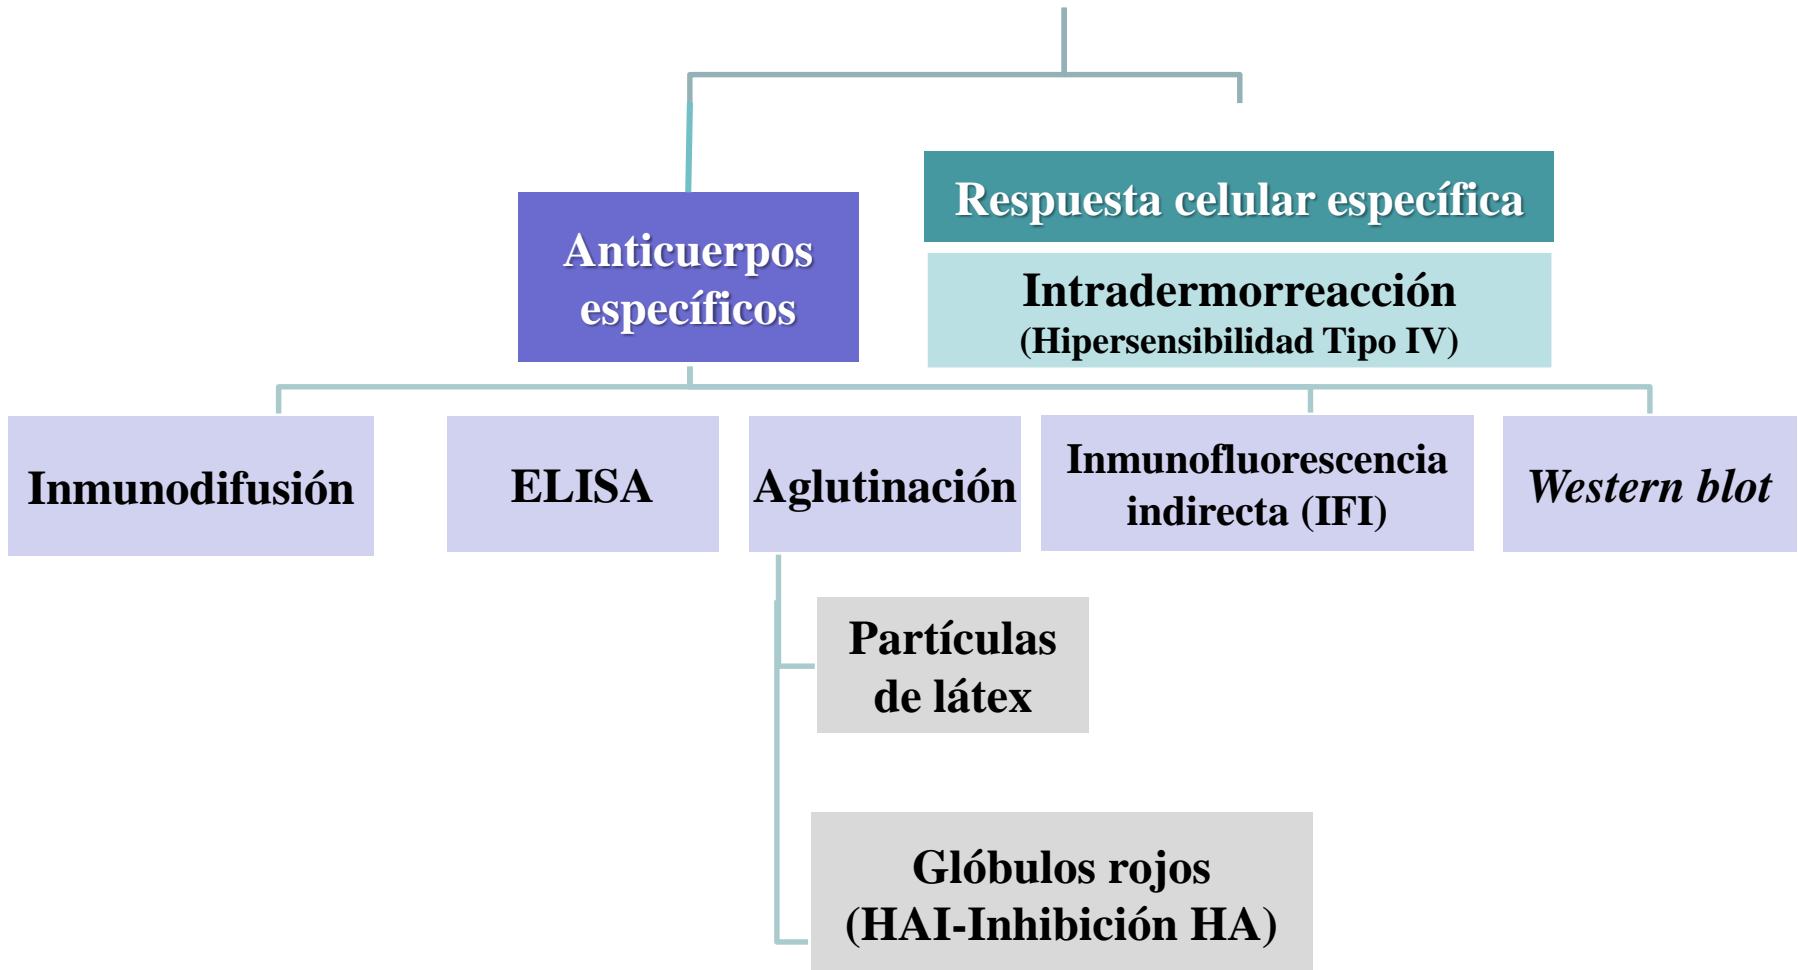 Respuesta celular específica
Anticuerpos
específicos
Intradermorreacción
(Hipersensibilidad Tipo IV)
Inmunodifusión
ELISA
Aglutinación
Inmunofluorescencia
indirecta (IFI)
Western blot
Partículas
de látex
Glóbulos rojos
(HAI-Inhibición HA)